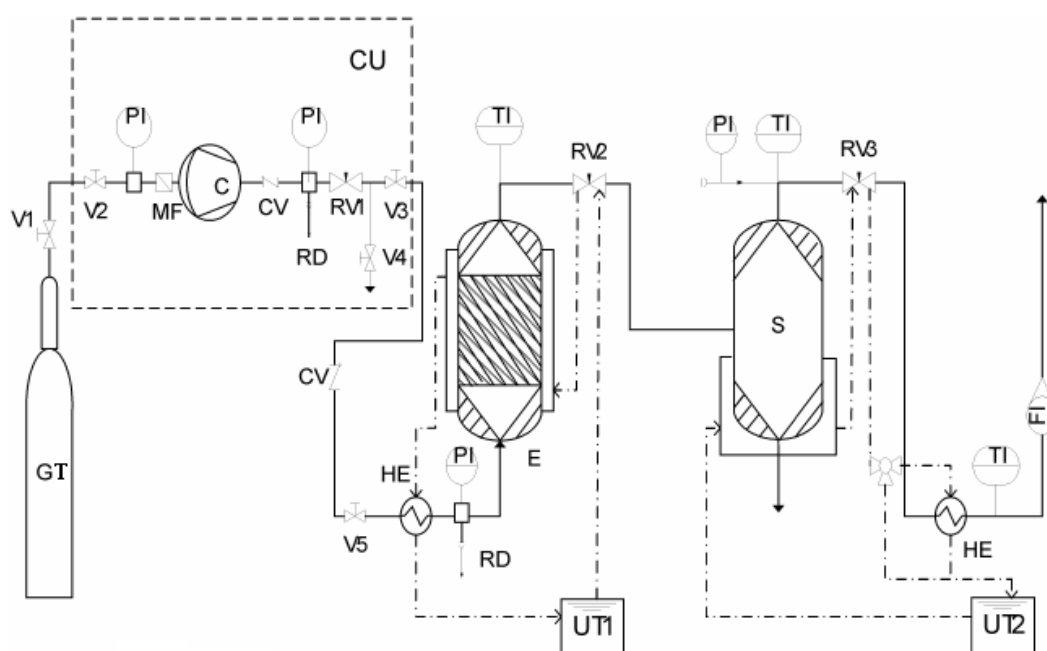 CU
PI
PI
TI
PI
TI
RV2
RV3
V1
V2
MF
C
CV
RV1
V3
RD
V4
S
CV
FI
GT
HE
PI
E
TI
V5
RD
HE
UT1
UT2